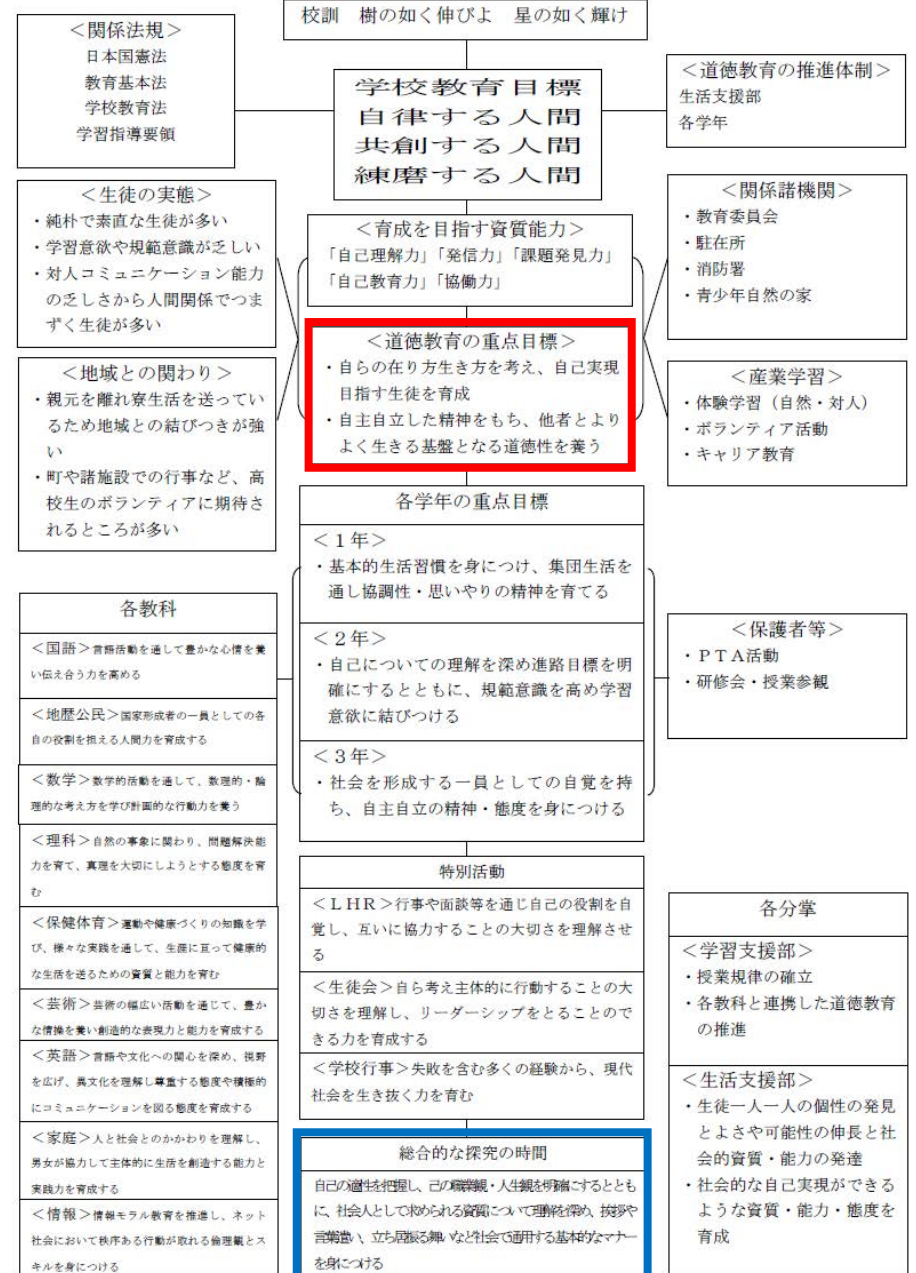 校訓　樹の如く伸びよ　星の如く輝け
＜関係法規＞
日本国憲法
教育基本法
学校教育法
学習指導要領
学校教育目標
自律する人間
共創する人間
練磨する人間
＜道徳教育の推進体制＞
生活支援部
各学年
＜生徒の実態＞
・純朴で素直な生徒が多い
・学習意欲や規範意識が乏しい
・対人コミュニケーション能力
の乏しさから人間関係でつま
ずく生徒が多い
＜育成を目指す資質能力＞
「自己理解力」「発信力」「課題発見力」
「自己教育力」「協働力」
＜関係諸機関＞
・教育委員会
・駐在所
・消防署
・青少年自然の家
＜道徳教育の重点目標＞
・自らの在り方生き方を考え、自己実現
目指す生徒を育成
・自主自立した精神をもち、他者とより
よく生きる基盤となる道徳性を養う
＜地域との関わり＞
・親元を離れ寮生活を送ってい
るため地域との結びつきが強
い
・町や諸施設での行事など、高
校生のボランティアに期待さ
れるところが多い
＜産業学習＞
・体験学習（自然・対人）
・ボランティア活動
・キャリア教育
各学年の重点目標
＜１年＞
・基本的生活習慣を身につけ、集団生活を
通し協調性・思いやりの精神を育てる
＜２年＞
・自己についての理解を深め進路目標を明
確にするとともに、規範意識を高め学習
意欲に結びつける
＜３年＞
・社会を形成する一員としての自覚を持
ち、自主自立の精神・態度を身につける
＜保護者等＞
・ＰＴＡ活動
・研修会・授業参観
各教科
＜国語＞言語活動を通して豊かな心情を養
い伝え合う力を高める
＜地歴公民＞国家形成者の一員としての各
自の役割を担える人間力を育成する
＜数学＞数学的活動を通して、数理的・論
理的な考え方を学び計画的な行動力を養う
＜理科＞自然の事象に関わり、問題解決能
力を育て、真理を大切にしようとする態度を育
む
＜保健体育＞運動や健康づくりの知識を学
び、様々な実践を通して、生涯に亘って健康的
な生活を送るための資質と能力を育む
＜芸術＞芸術の幅広い活動を通じて、豊か
な情操を養い創造的な表現力と能力を育成する
＜英語＞言語や文化への関心を深め、視野
を広げ、異文化を理解し尊重する態度や積極的
にコミュニケーションを図る態度を育成する
＜家庭＞人と社会とのかかわりを理解し、
男女が協力して主体的に生活を創造する能力と
実践力を育成する
＜情報＞情報モラル教育を推進し、ネット
社会において秩序ある行動が取れる倫理観とス
キルを身につける
特別活動
＜ＬＨＲ＞行事や面談等を通じ自己の役割を自
覚し、互いに協力することの大切さを理解させ
る
＜生徒会＞自ら考え主体的に行動することの大
切さを理解し、リーダーシップをとることので
きる力を育成する
＜学校行事＞失敗を含む多くの経験から、現代
社会を生き抜く力を育む
総合的な探究の時間
自己の適性を把握し、己の職業観・人生観を明確にするととも
に、社会人として求められる資質について理解を深め、挨拶や
言葉遣い、立ち居振る舞いなど社会で通用する基本的なマナー
を身につける
各分掌
＜学習支援部＞
・授業規律の確立
・各教科と連携した道徳教育
の推進
＜生活支援部＞
・生徒一人一人の個性の発見
とよさや可能性の伸長と社
会的資質・能力の発達
・社会的な自己実現ができる
ような資質・能力・態度を
育成